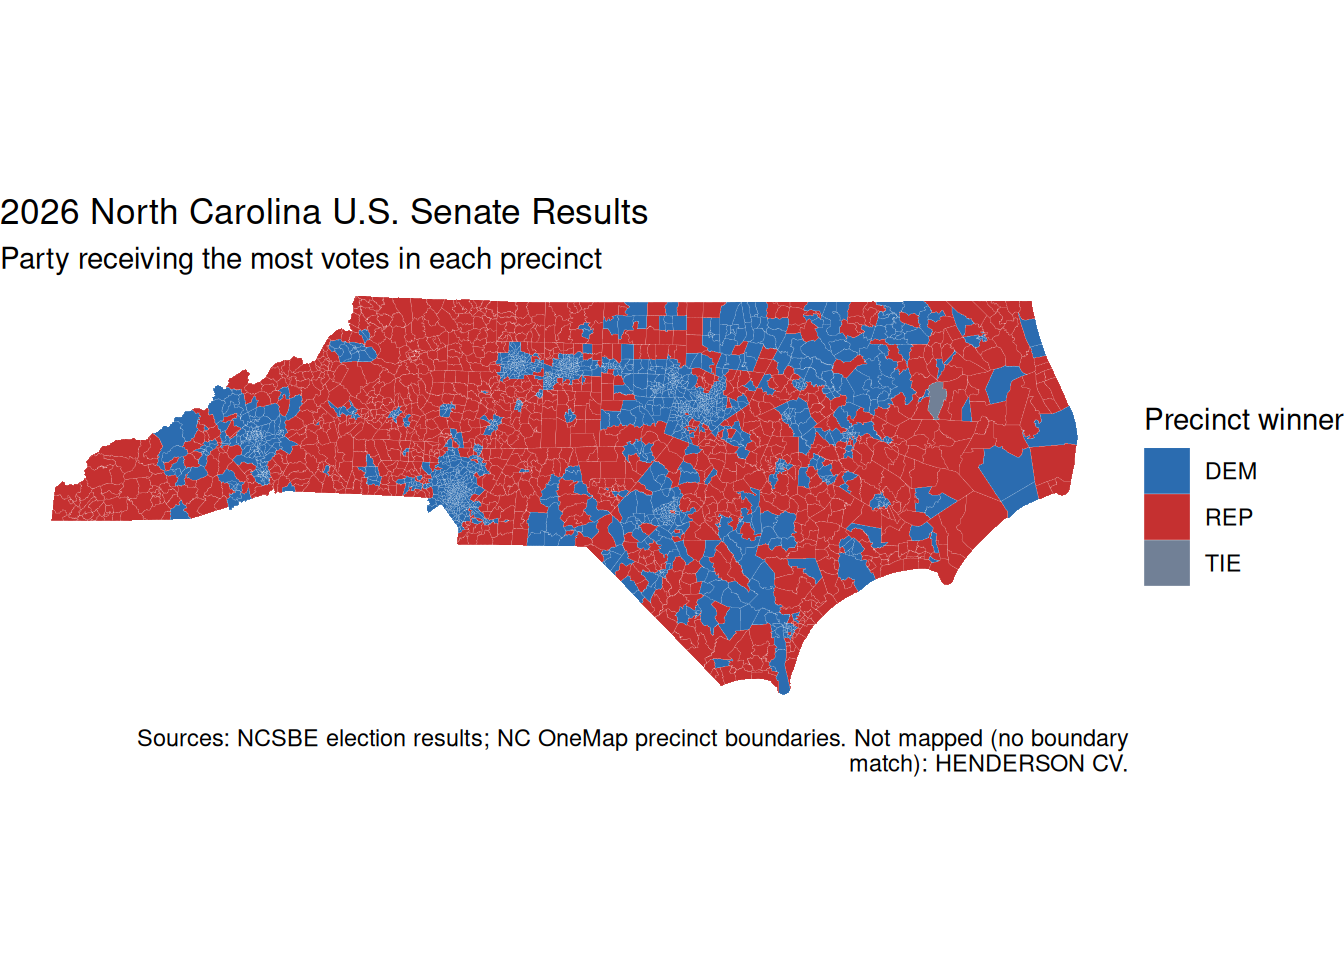 2026 North Carolina U.S. Senate Results
Party receiving the most votes in each precinct
Precinct winner
DEM
REP
TIE
Sources: NCSBE election results; NC OneMap precinct boundaries. Not mapped (no boundary
match): HENDERSON CV.